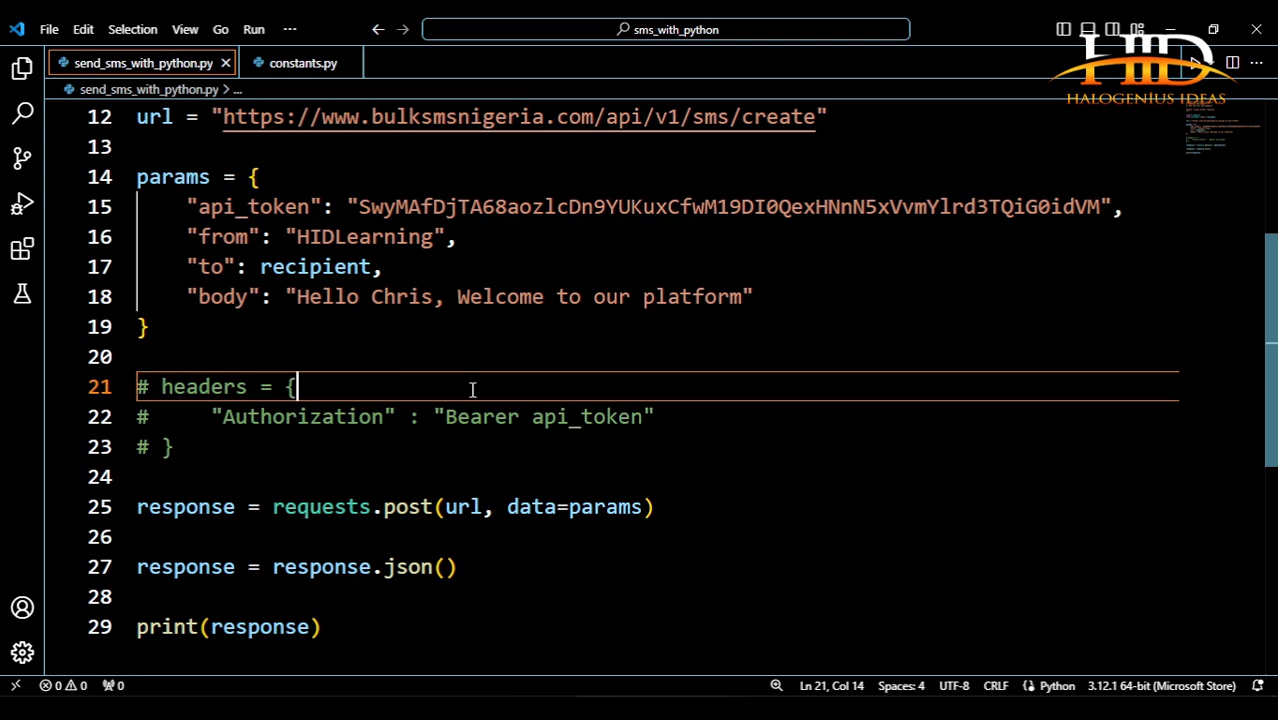 File Edit Selection View Go Run ··· sms_with_python
send_sms_with_python.py constants.py
HID
HALOGENIUS IDEAS
send_sms_with_python.py > ...
12 url = "https://www.bulksmsnigeria.com/api/v1/sms/create"
13
14 params = {
15 "api_token": "SwyMAfDjTA68aozlcDn9YUKuxCfwM19DI0QexHNnN5xVvmYlrd3TQiG0idVM",
16 "from": "HIDLearning",
17 "to": recipient,
18 "body": "Hello Chris, Welcome to our platform"
19 }
20
21 # headers = {
22 # "Authorization" : "Bearer api_token"
23 # }
24
25 response = requests.post(url, data=params)
26
27 response = response.json()
28
29 print(response)
0 0 0 Ln 21, Col 14 Spaces: 4 UTF-8 CRLF Python 3.12.1 64-bit (Microsoft Store)